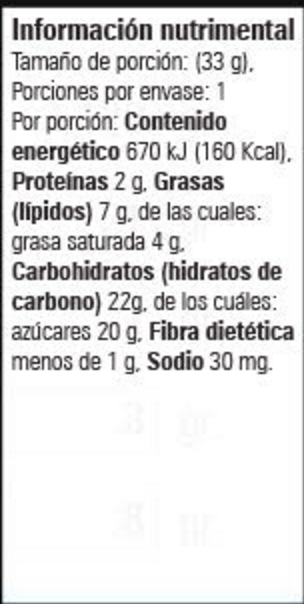 Información nutrimental
Tamaño de porción: (33 g),
Porciones por envase: 1
Por porción: Contenido
energético 670 kJ (160 Kcal),
Proteínas 2 g, Grasas
(lípidos) 7 g, de las cuales:
grasa saturada 4 g,
Carbohidratos (hidratos de
carbono) 22g, de los cuáles:
azúcares 20 g, Fibra dietética
menos de 1 g, Sodio 30 mg.